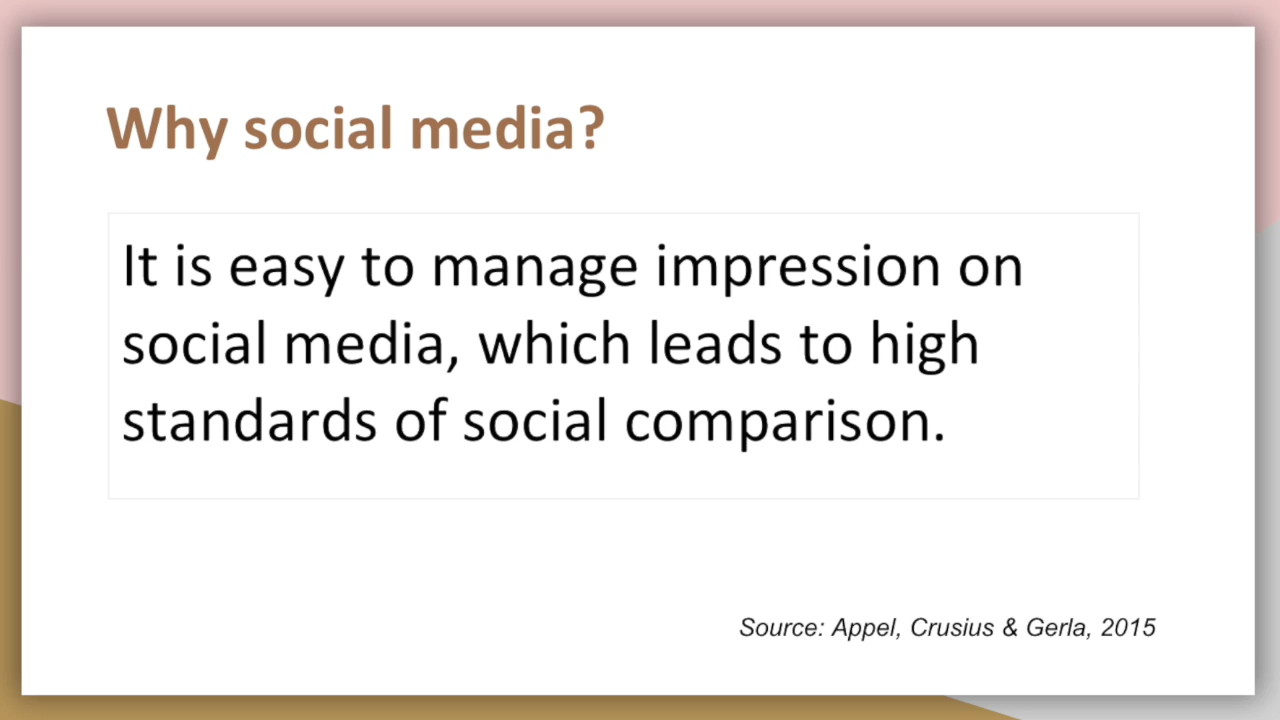 Why social media?
It is easy to manage impression on
social media, which leads to high
standards of social comparison.
Source: Appel, Crusius & Gerla, 2015